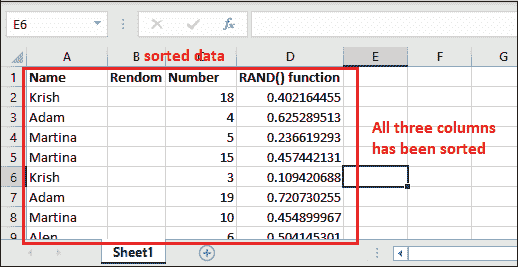 E6
fx
A B C D E F G
sorted data
1 Name Rendom Number RAND() function
2 Krish 18 0.402164455
3 Adam 4 0.625289513
4 Martina 5 0.236619293
5 Martina 15 0.457442131
6 Krish 3 0.109420688
7 Adam 19 0.720730255
8 Martina 10 0.454899967
9 Alen 6 0.504145301
All three columns
has been sorted
Sheet1